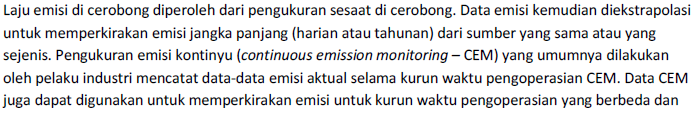 Laju emisi di cerobong diperoleh dari pengukuran sesaat di cerobong. Data emisi kemudian diekstrapolasi
untuk memperkirakan emisi jangka panjang (harian atau tahunan) dari sumber yang sama atau yang
sejenis. Pengukuran emisi kontinyu (continuous emission monitoring – CEM) yang umumnya dilakukan
oleh pelaku industri mencatat data-data emisi aktual selama kurun waktu pengoperasian CEM. Data CEM
juga dapat digunakan untuk memperkirakan emisi untuk kurun waktu pengoperasian yang berbeda dan